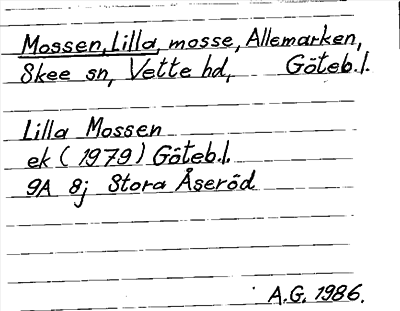 Mossen, Lilla, mosse, Allemarken,
Skee sn, Vette hd, Göteb.l.
Lilla Mossen
ek (1979) Göteb.l.
9A 8j Stora Åseröd
A.G. 1986.